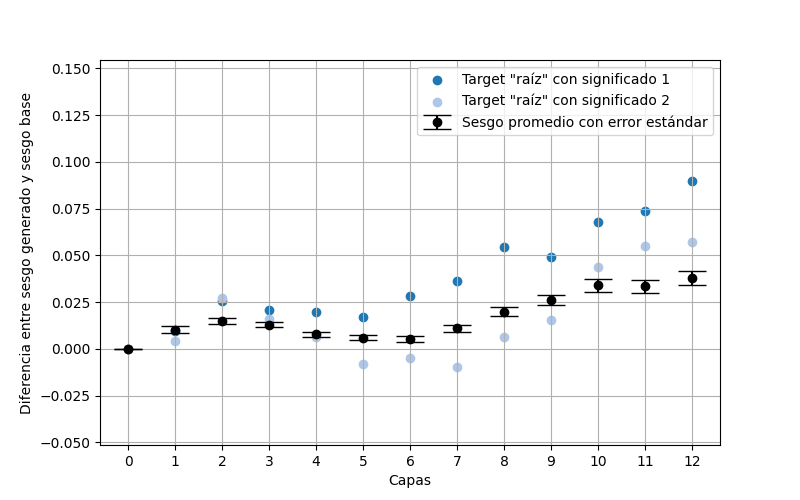 Target "raíz" con significado 1
Target "raíz" con significado 2
Sesgo promedio con error estándar
Diferencia entre sesgo generado y sesgo base
0.150
0.125
0.100
0.075
0.050
0.025
0.000
−0.025
−0.050
0 1 2 3 4 5 6 7 8 9 10 11 12
Capas